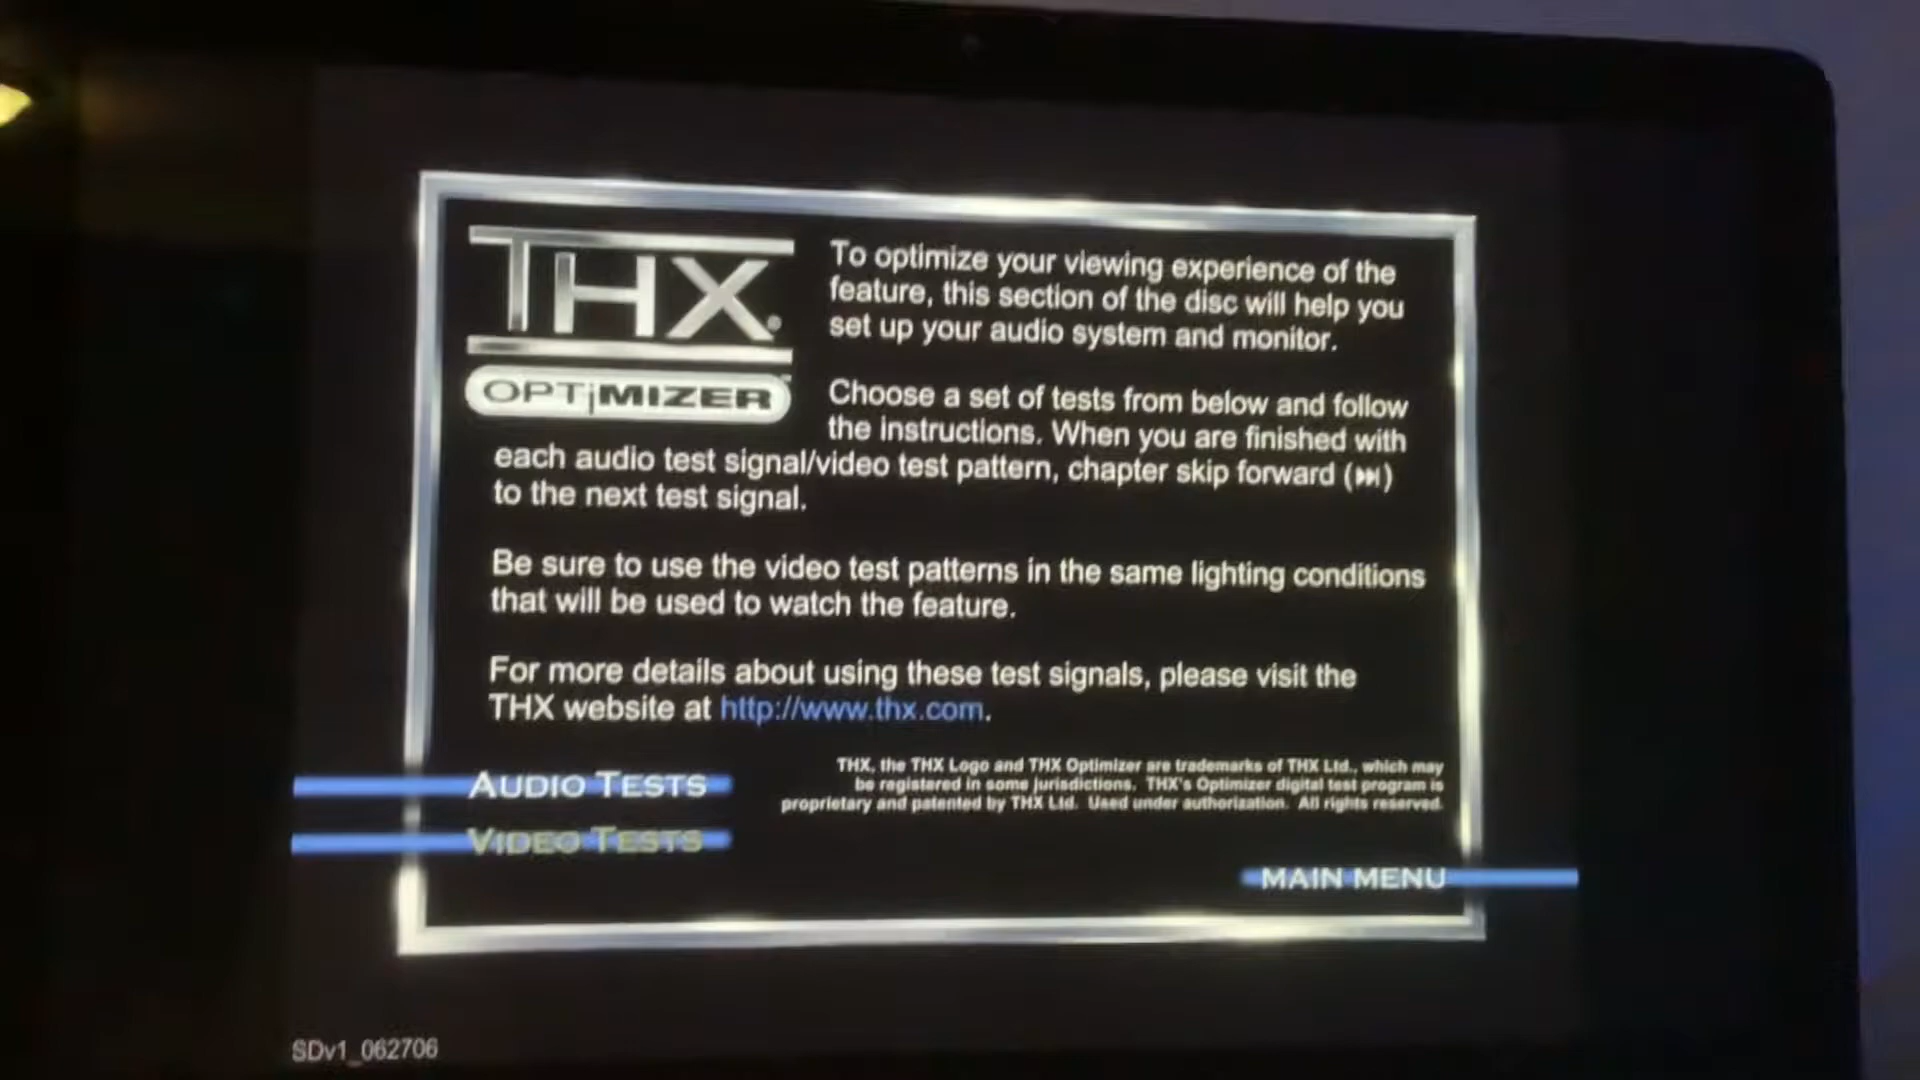 THX
OPTiMIZER
To optimize your viewing experience of the
feature, this section of the disc will help you
set up your audio system and monitor.
Choose a set of tests from below and follow
the instructions. When you are finished with
each audio test signal/video test pattern, chapter skip forward (⏭)
to the next test signal.
Be sure to use the video test patterns in the same lighting conditions
that will be used to watch the feature.
For more details about using these test signals, please visit the
THX website at http://www.thx.com.
THX, the THX Logo and THX Optimizer are trademarks of THX Ltd., which may
be registered in some jurisdictions. THX's Optimizer digital test program is
proprietary and patented by THX Ltd. Used under authorization. All rights reserved.
AUDIO TESTS
VIDEO TESTS
MAIN MENU
SDv1_062706